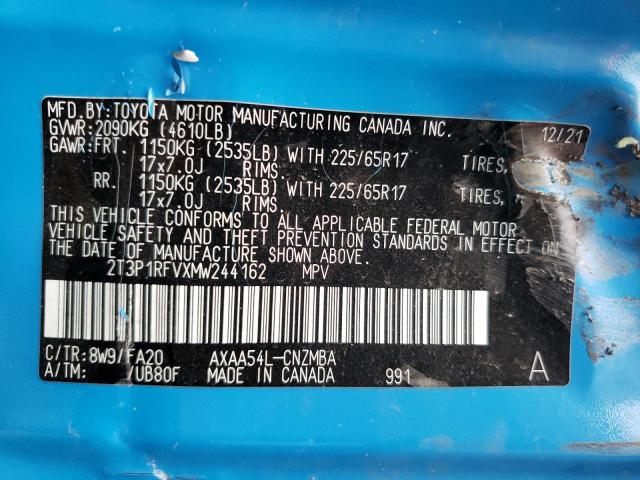 MFD.BY:TOYOTA MOTOR MANUFACTURING CANADA INC. 12/21
GVWR:2090KG (4610LB)
GAWR:FRT. 1150KG (2535LB) WITH 225/65R17 TIRES,
17x7.0J RIMS.
RR. 1150KG (2535LB) WITH 225/65R17 TIRES,
17x7.0J RIMS.
THIS VEHICLE CONFORMS TO ALL APPLICABLE FEDERAL MOTOR
VEHICLE/SAFETY AND THEFT PREVENTION STANDARDS IN EFFECT ON
THE DATE OF MANUFACTURE SHOWN ABOVE.
2T3P1RFVXMW244162 MPV
C/TR:8W9/FA20 AXAA54L-CNZMBA A
A/TM: /UB80F MADE IN CANADA 991